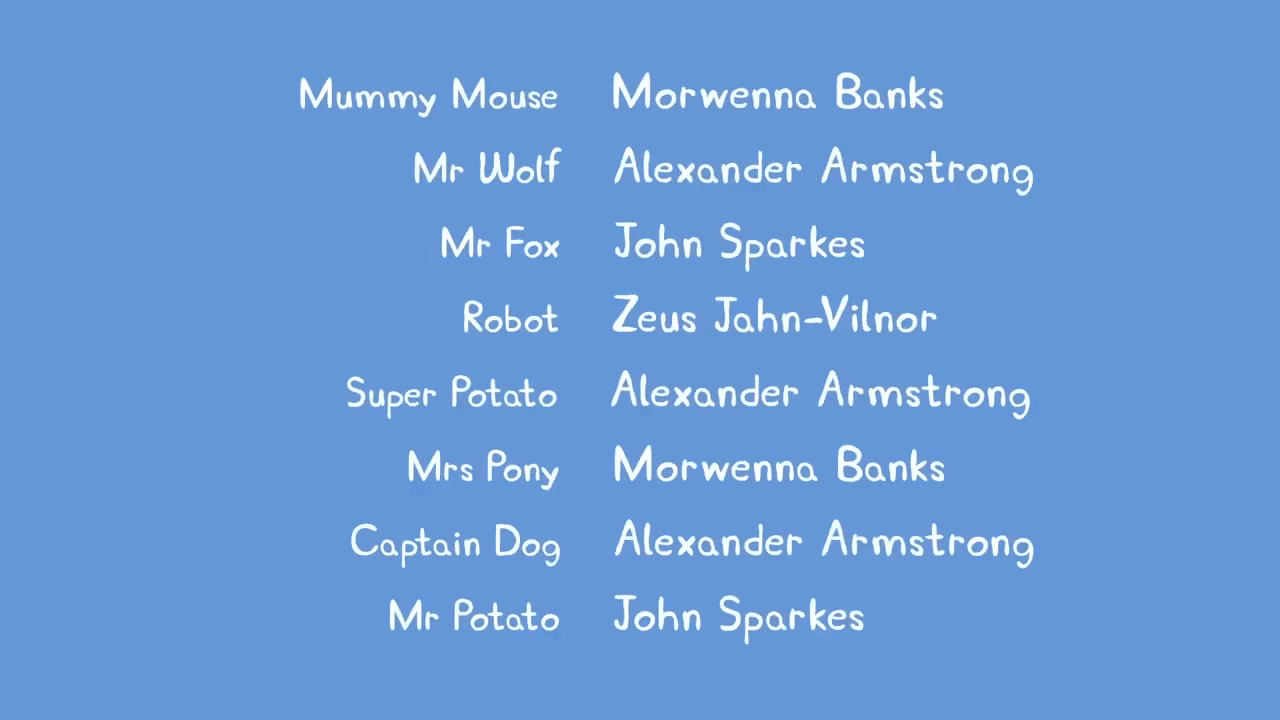 Mummy Mouse Morwenna Banks
Mr Wolf Alexander Armstrong
Mr Fox John Sparkes
Robot Zeus Jahn-Vilnor
Super Potato Alexander Armstrong
Mrs Pony Morwenna Banks
Captain Dog Alexander Armstrong
Mr Potato John Sparkes